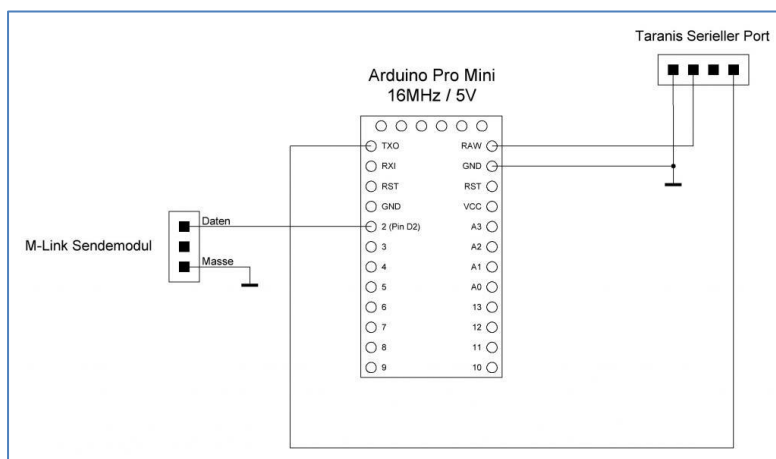 Taranis Serieller Port
Arduino Pro Mini
16MHz / 5V
TXO RAW
RXI GND
RST RST
GND VCC
2 (Pin D2) A3
3 A2
4 A1
5 A0
6 13
7 12
8 11
9 10
Daten
M-Link Sendemodul
Masse